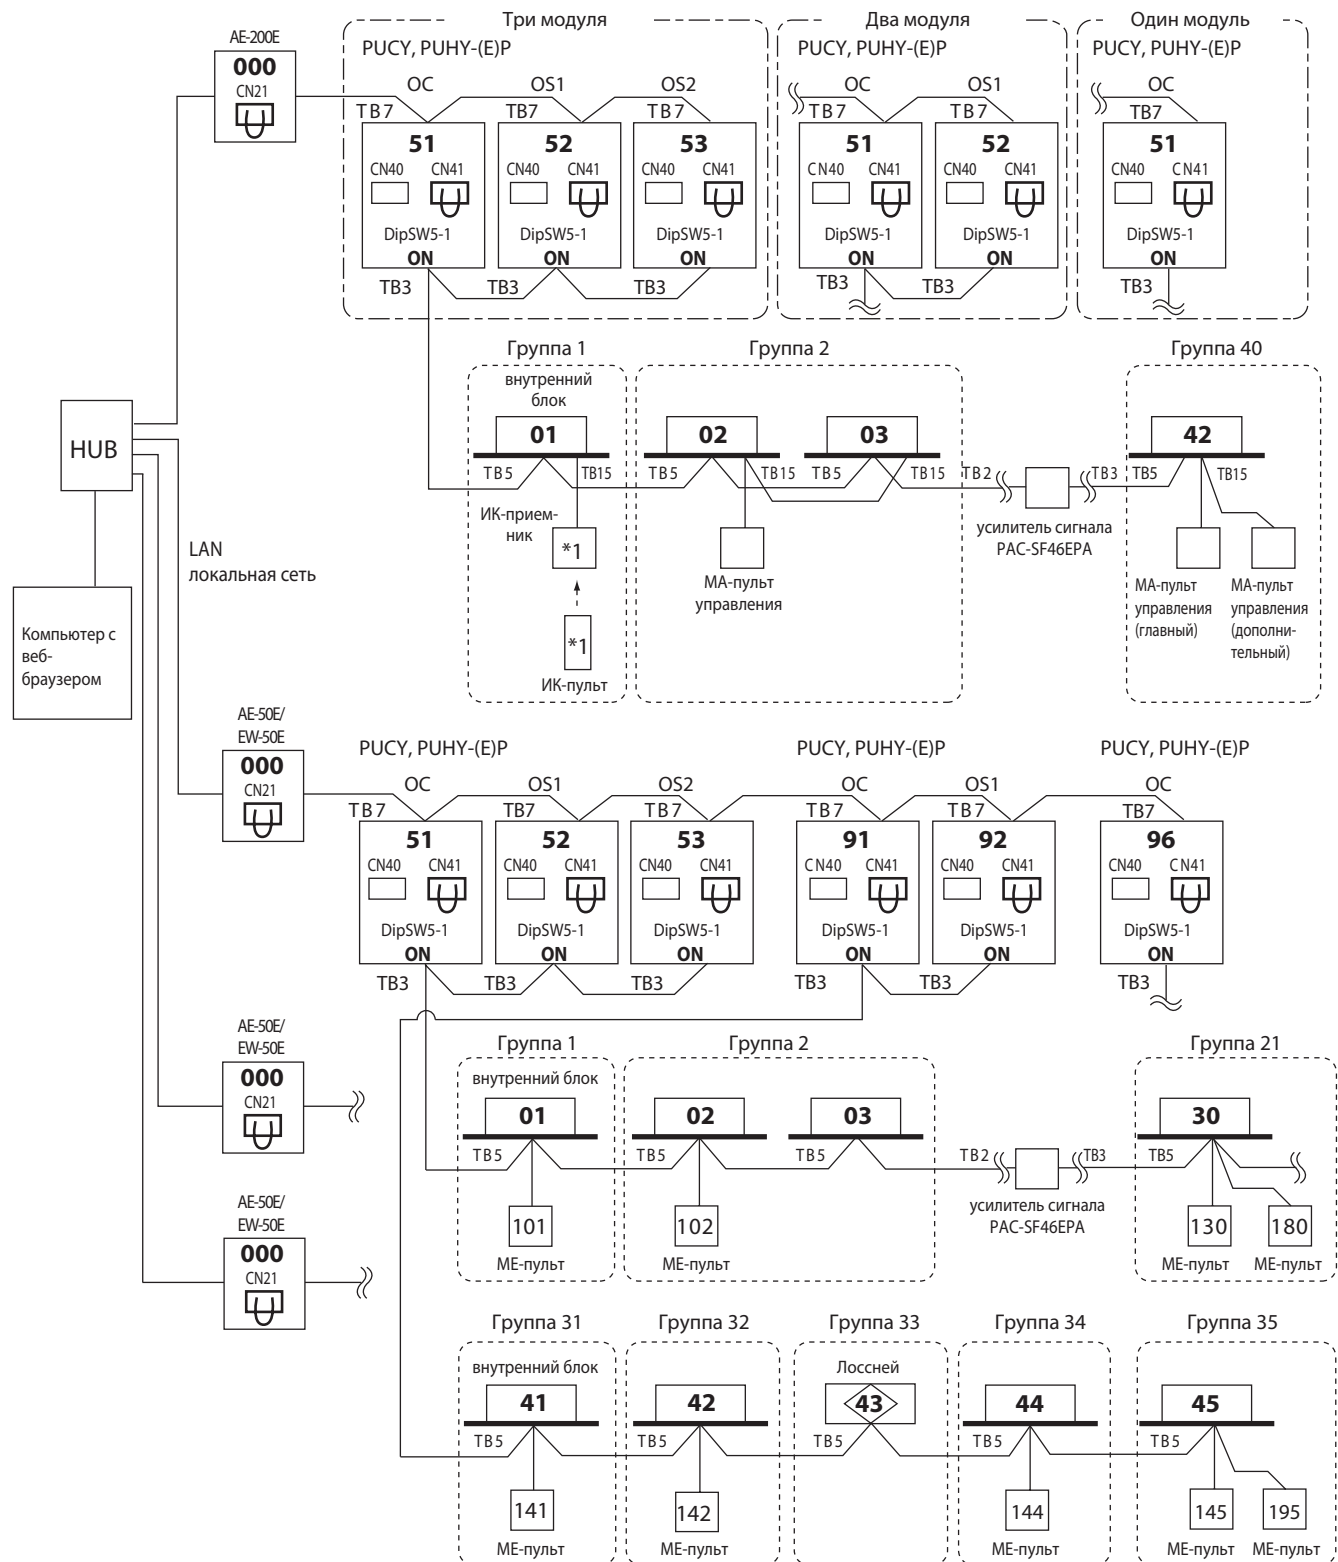 Три модуля
Два модуля
Один модуль
AE-200E
000
CN21
PUCY, PUHY-(E)P
PUCY, PUHY-(E)P
PUCY, PUHY-(E)P
OC
OS1
OS2
OC
OS1
OC
TB7
TB7
TB7
TB7
TB7
TB7
51
52
53
51
52
51
CN40
CN41
CN40
CN41
CN40
CN41
CN40
CN41
CN40
CN41
CN40
CN41
DipSW5-1
DipSW5-1
DipSW5-1
DipSW5-1
DipSW5-1
DipSW5-1
ON
ON
ON
ON
ON
ON
TB3
TB3
TB3
TB3
TB3
TB3
Группа 1
Группа 2
Группа 40
внутренний
блок
01
02
03
42
TB5
TB15
TB5
TB15
TB5
TB15
TB2
TB3
TB5
TB15
ИК-прием-
ник
*1
*1
ИК-пульт
МА-пульт
управления
усилитель сигнала
PAC-SF46EPA
МА-пульт
управления
(главный)
МА-пульт
управления
(дополни-
тельный)
HUB
LAN
локальная сеть
Компьютер с
веб-
браузером
AE-50E/
EW-50E
000
CN21
PUCY, PUHY-(E)P
PUCY, PUHY-(E)P
PUCY, PUHY-(E)P
OC
OS1
OS2
OC
OS1
OC
TB7
TB7
TB7
TB7
TB7
TB7
51
52
53
91
92
96
CN40
CN41
CN40
CN41
CN40
CN41
CN40
CN41
CN40
CN41
CN40
CN41
DipSW5-1
DipSW5-1
DipSW5-1
DipSW5-1
DipSW5-1
DipSW5-1
ON
ON
ON
ON
ON
ON
TB3
TB3
TB3
TB3
TB3
TB3
AE-50E/
EW-50E
000
CN21
Группа 1
Группа 2
Группа 21
внутренний блок
01
02
03
30
TB5
TB5
TB5
TB2
TB3
TB5
101
102
130
180
усилитель сигнала
PAC-SF46EPA
МЕ-пульт
МЕ-пульт
МЕ-пульт
МЕ-пульт
AE-50E/
EW-50E
000
CN21
Группа 31
Группа 32
Группа 33
Группа 34
Группа 35
внутренний блок
Лоссней
41
42
43
44
45
TB5
TB5
TB5
TB5
TB5
141
142
144
145
195
МЕ-пульт
МЕ-пульт
МЕ-пульт
МЕ-пульт
МЕ-пульт